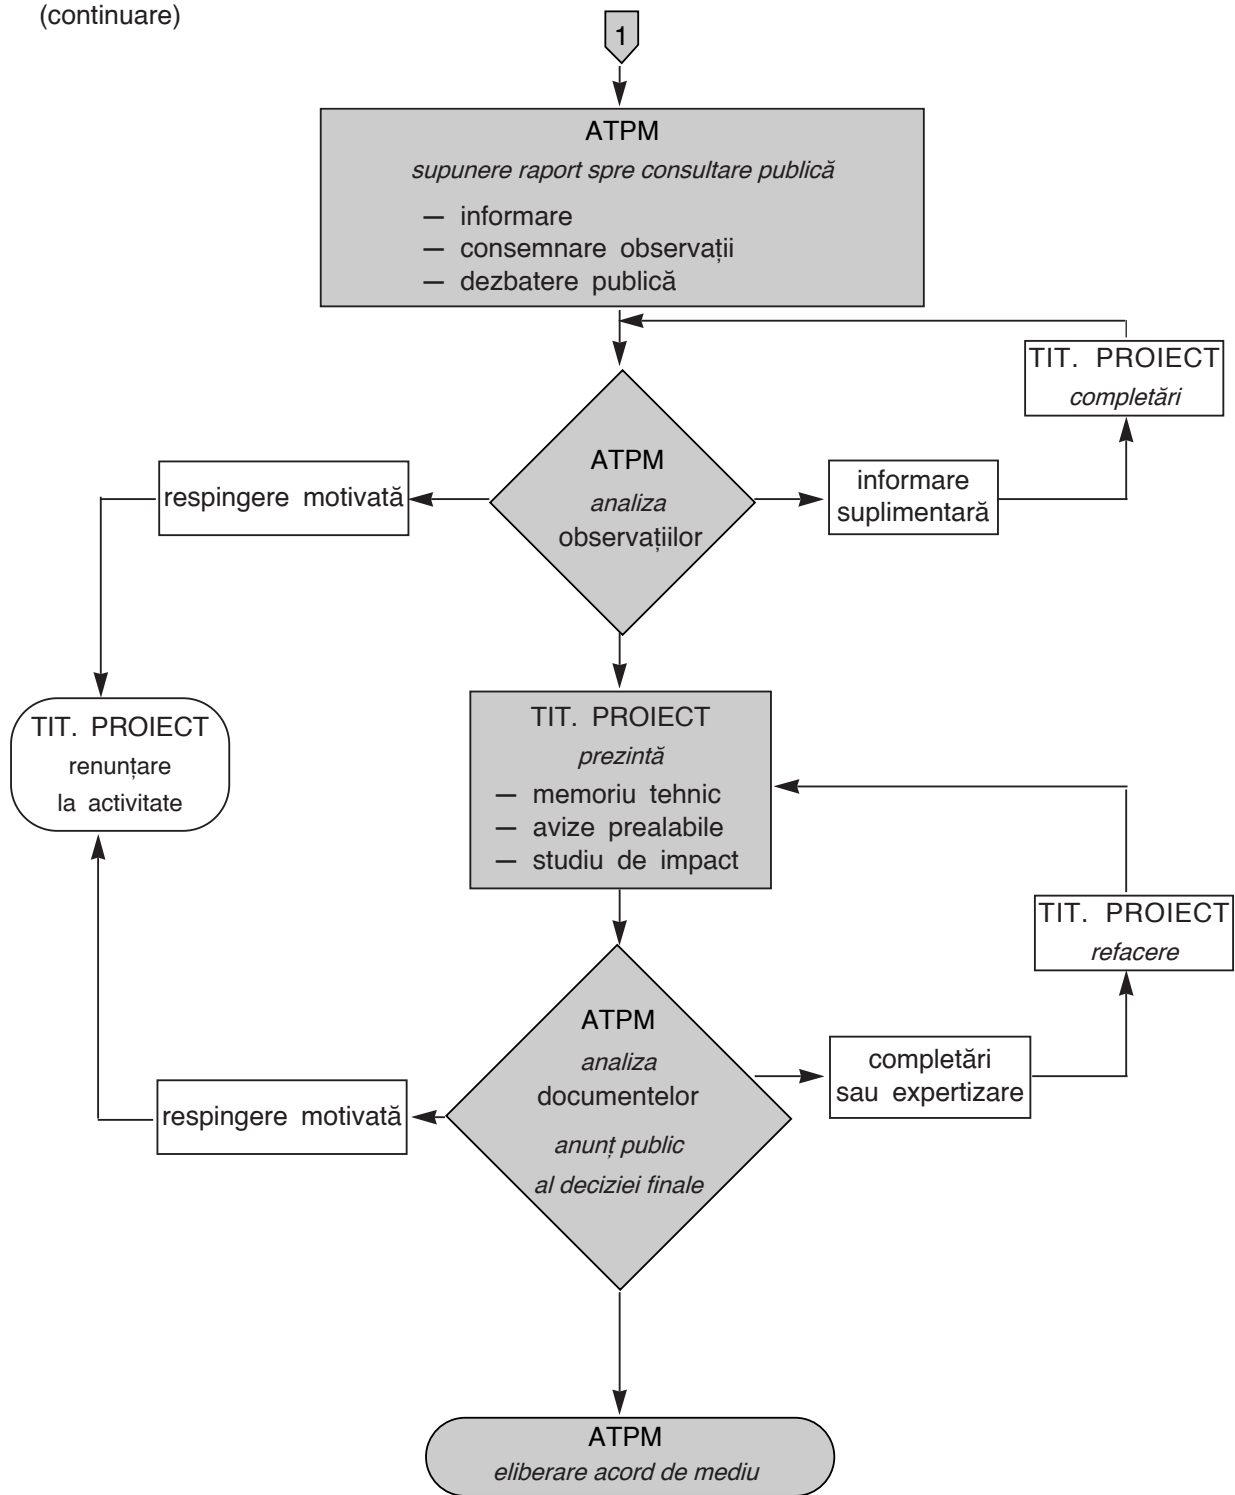 (continuare)
1
ATPM
supunere raport spre consultare publică
— informare
— consemnare observații
— dezbatere publică
TIT. PROIECT
completări
ATPM
analiza
observațiilor
respingere motivată
informare
suplimentară
TIT. PROIECT
renunțare
la activitate
TIT. PROIECT
prezintă
— memoriu tehnic
— avize prealabile
— studiu de impact
TIT. PROIECT
refacere
ATPM
analiza
documentelor
anunț public
al deciziei finale
completări
sau expertizare
respingere motivată
ATPM
eliberare acord de mediu